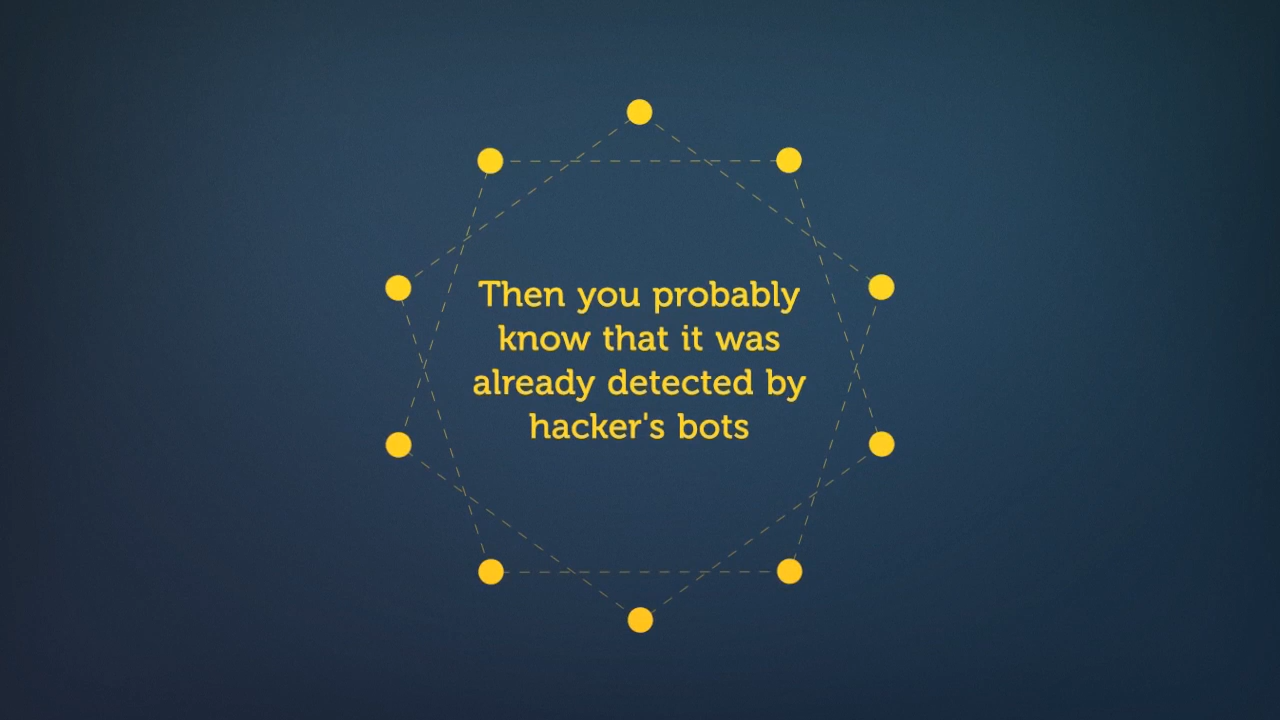 Then you probably
know that it was
already detected by
hacker's bots